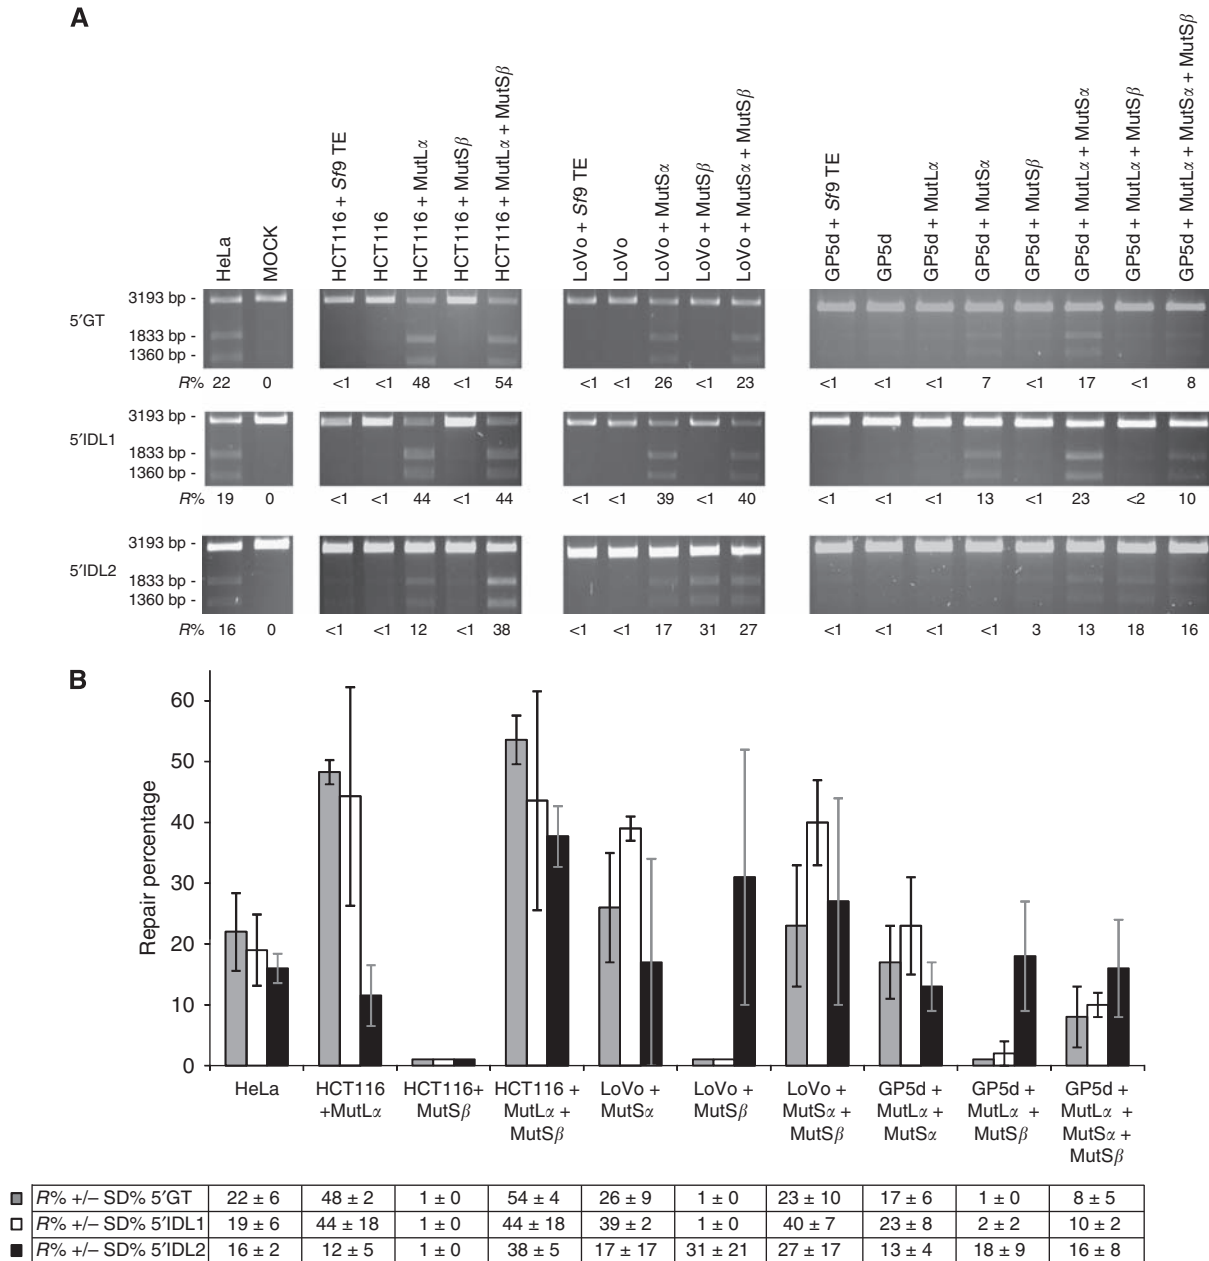 A
HeLa
MOCK
HCT116 + Sf9 TE
HCT116
HCT116 + MutLα
HCT116 + MutSβ
HCT116 + MutLα + MutSβ
LoVo + Sf9 TE
LoVo
LoVo + MutSα
LoVo + MutSβ
LoVo + MutSα + MutSβ
GP5d + Sf9 TE
GP5d
GP5d + MutLα
GP5d + MutSα
GP5d + MutSβ
GP5d + MutLα + MutSα
GP5d + MutLα + MutSβ
GP5d + MutLα + MutSα + MutSβ
5′GT
3193 bp -
1833 bp -
1360 bp -
R% 22 0 <1 <1 48 <1 54 <1 <1 26 <1 23 <1 <1 <1 7 <1 17 <1 8
5′IDL1
3193 bp -
1833 bp -
1360 bp -
R% 19 0 <1 <1 44 <1 44 <1 <1 39 <1 40 <1 <1 <1 13 <1 23 <2 10
5′IDL2
3193 bp -
1833 bp -
1360 bp -
R% 16 0 <1 <1 12 <1 38 <1 <1 17 31 27 <1 <1 <1 <1 3 13 18 16
B
Repair percentage
60
50
40
30
20
10
0
HeLa
HCT116
+MutLα
HCT116+
MutSβ
HCT116 +
MutLα +
MutSβ
LoVo +
MutSα
LoVo +
MutSβ
LoVo +
MutSα +
MutSβ
GP5d +
MutLα +
MutSα
GP5d +
MutLα +
MutSβ
GP5d +
MutLα +
MutSα +
MutSβ
R% +/– SD% 5′GT 22 ± 6 48 ± 2 1 ± 0 54 ± 4 26 ± 9 1 ± 0 23 ± 10 17 ± 6 1 ± 0 8 ± 5
R% +/– SD% 5′IDL1 19 ± 6 44 ± 18 1 ± 0 44 ± 18 39 ± 2 1 ± 0 40 ± 7 23 ± 8 2 ± 2 10 ± 2
R% +/– SD% 5′IDL2 16 ± 2 12 ± 5 1 ± 0 38 ± 5 17 ± 17 31 ± 21 27 ± 17 13 ± 4 18 ± 9 16 ± 8